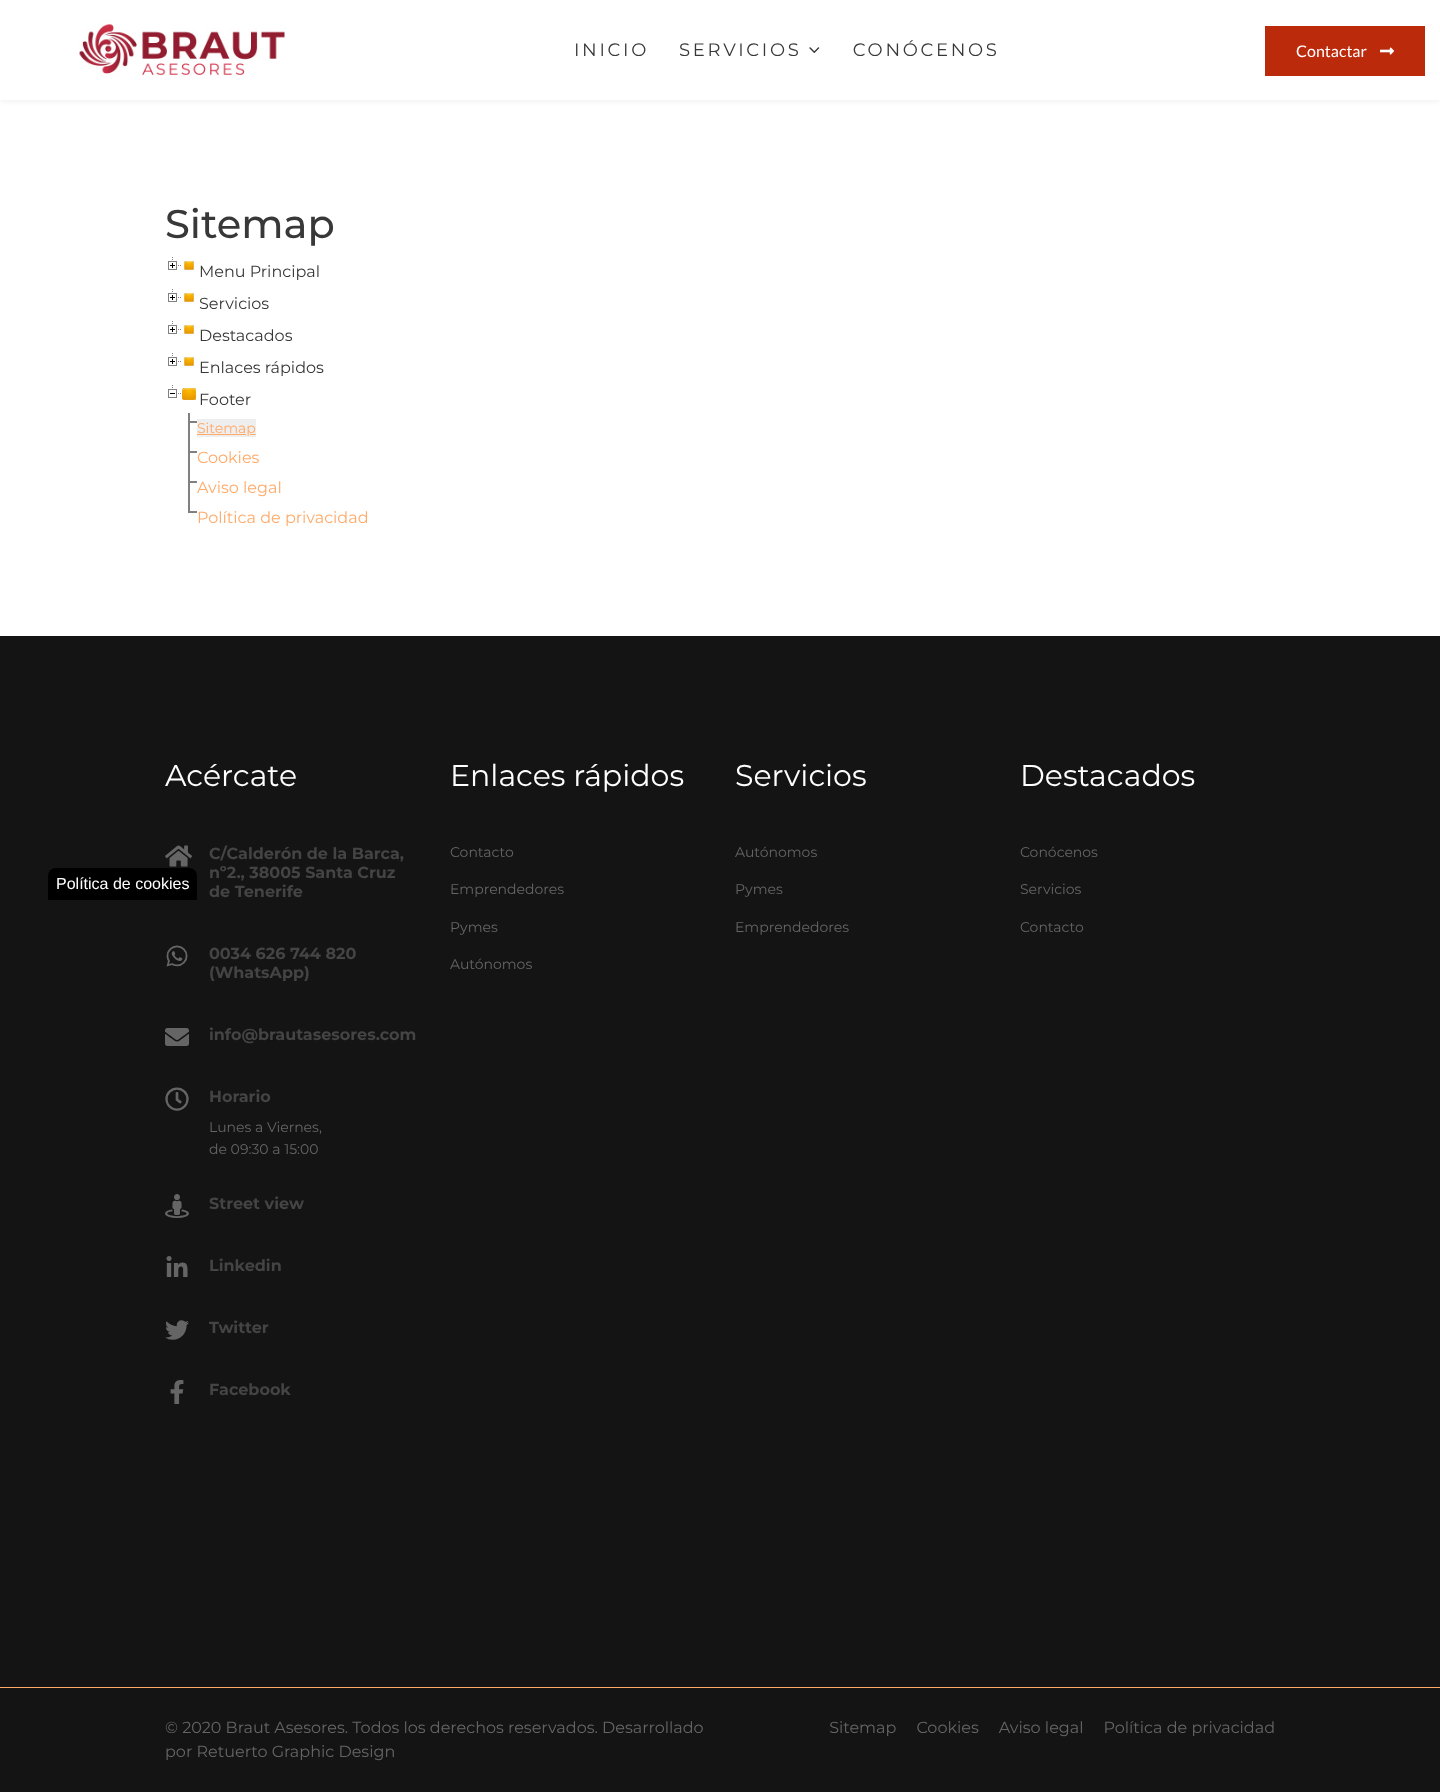 BRAUT
ASESORES
INICIO
SERVICIOS
CONÓCENOS
Contactar
Sitemap
Menu Principal
Servicios
Destacados
Enlaces rápidos
Footer
Sitemap
Cookies
Aviso legal
Política de privacidad
Acércate
C/Calderón de la Barca,
nº2., 38005 Santa Cruz
de Tenerife
Política de cookies
0034 626 744 820
(WhatsApp)
info@brautasesores.com
Horario
Lunes a Viernes,
de 09:30 a 15:00
Street view
Linkedin
Twitter
Facebook
Enlaces rápidos
Contacto
Emprendedores
Pymes
Autónomos
Servicios
Autónomos
Pymes
Emprendedores
Destacados
Conócenos
Servicios
Contacto
© 2020 Braut Asesores. Todos los derechos reservados. Desarrollado
por Retuerto Graphic Design
Sitemap
Cookies
Aviso legal
Política de privacidad